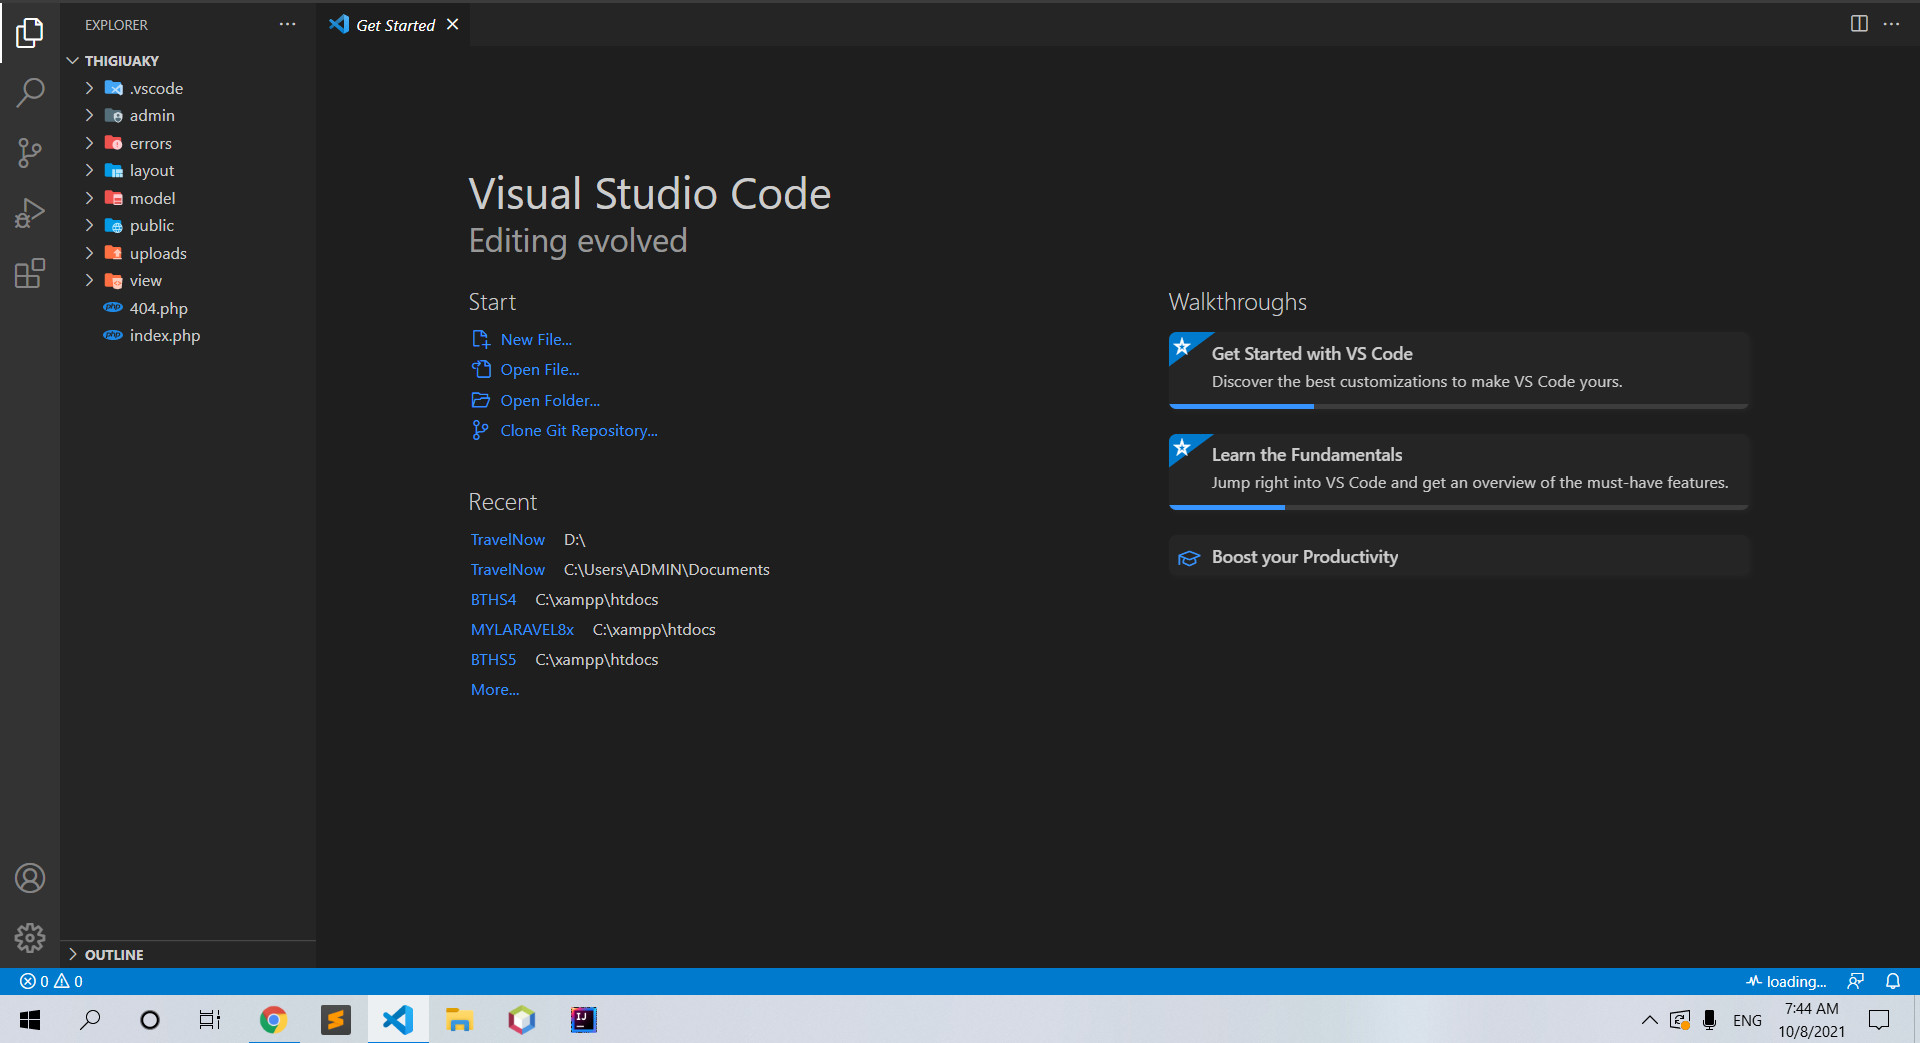 EXPLORER
Get Started
THIGIUAKY
.vscode
admin
errors
layout
model
public
uploads
view
php 404.php
php index.php
Visual Studio Code
Editing evolved
Start
New File...
Open File...
Open Folder...
Clone Git Repository...
Recent
TravelNow D:\
TravelNow C:\Users\ADMIN\Documents
BTHS4 C:\xampp\htdocs
MYLARAVEL8x C:\xampp\htdocs
BTHS5 C:\xampp\htdocs
More...
Walkthroughs
Get Started with VS Code
Discover the best customizations to make VS Code yours.
Learn the Fundamentals
Jump right into VS Code and get an overview of the must-have features.
Boost your Productivity
OUTLINE
0 0
loading...
IJ
ENG
7:44 AM
10/8/2021